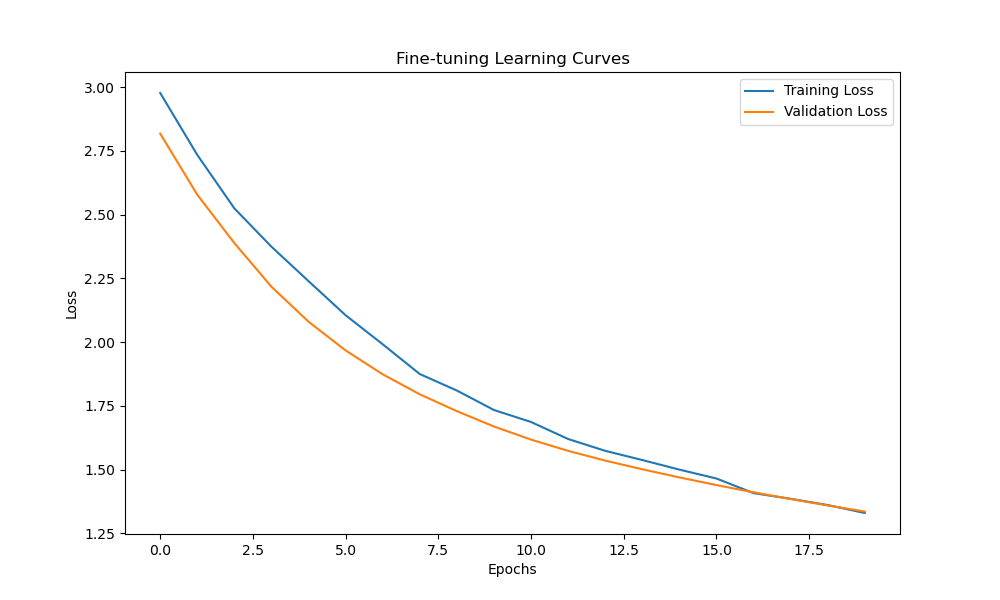 Fine-tuning Learning Curves
Training Loss
Validation Loss
3.00
2.75
2.50
2.25
2.00
1.75
1.50
1.25
Loss
0.0 2.5 5.0 7.5 10.0 12.5 15.0 17.5
Epochs